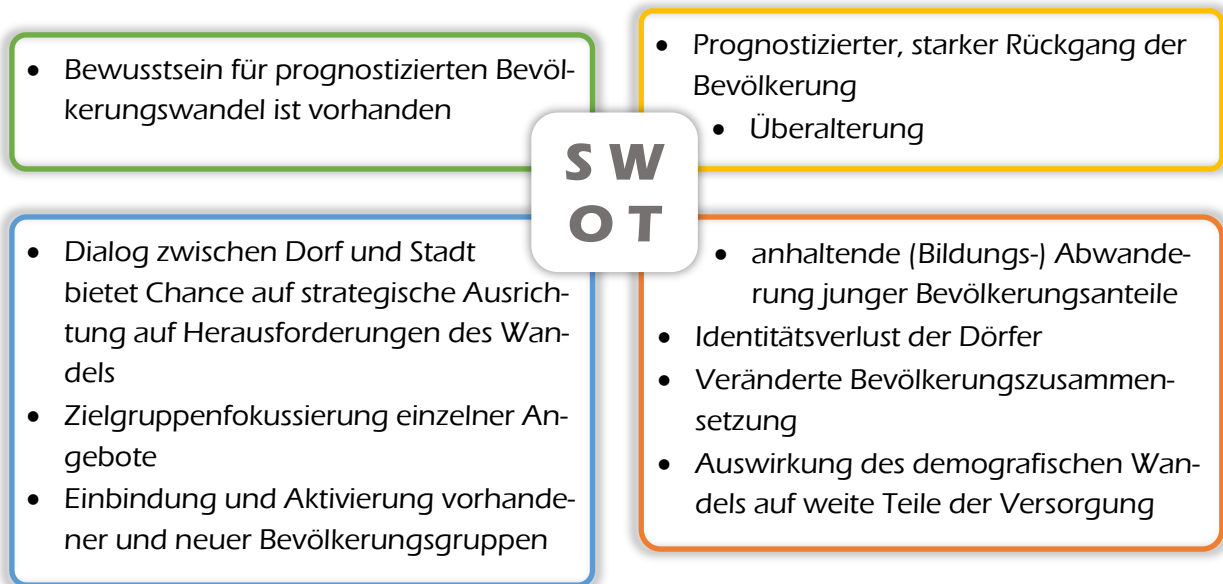 • Bewusstsein für prognostizierten Bevöl-
kerungswandel ist vorhanden
• Prognostizierter, starker Rückgang der
Bevölkerung
• Überalterung
S W
O T
• Dialog zwischen Dorf und Stadt
bietet Chance auf strategische Ausrich-
tung auf Herausforderungen des Wan-
dels
• Zielgruppenfokussierung einzelner An-
gebote
• Einbindung und Aktivierung vorhande-
ner und neuer Bevölkerungsgruppen
• anhaltende (Bildungs-) Abwande-
rung junger Bevölkerungsanteile
• Identitätsverlust der Dörfer
• Veränderte Bevölkerungszusammen-
setzung
• Auswirkung des demografischen Wan-
dels auf weite Teile der Versorgung